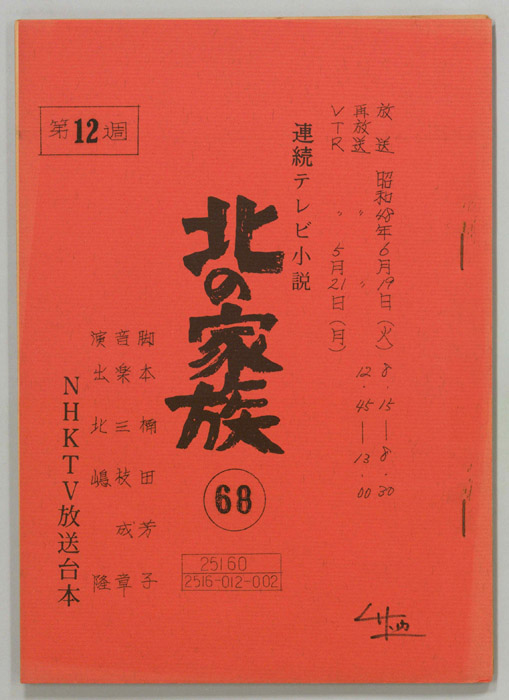 放送 昭和48年6月19日(火) 8.15―8.30
再放送 〃 〃 12.45―13.00
VTR 〃 5月21日(月)
連続テレビ小説
北の家族
68
第12週
脚本 楠田芳子
音楽 三枝成章
演出 北嶋隆
NHKTV放送台本
25160
2516-012-002